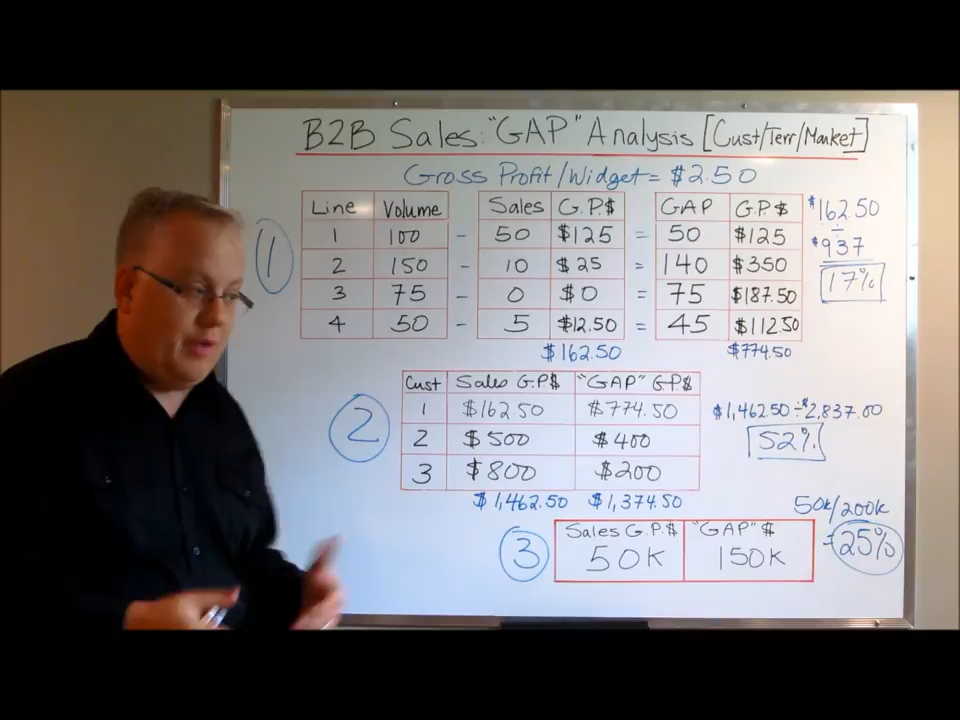 B2B Sales: "GAP" Analysis [Cust/Terr/Market]
Gross Profit/Widget = $2.50
1
Line Volume Sales G.P.$ GAP G.P.$
1 100 - 50 $125 = 50 $125
2 150 - 10 $25 = 140 $350
3 75 - 0 $0 = 75 $187.50
4 50 - 5 $12.50 = 45 $112.50
$162.50 $774.50
$162.50
÷
$937
17%
2
Cust Sales G.P.$ "GAP" G.P.$
1 $162.50 $774.50
2 $500 $400
3 $800 $200
$1,462.50 $1,374.50
$1,462.50 ÷ $2,837.00
52%
3
Sales G.P.$ "GAP" $
50K 150K
50k/200k
=25%